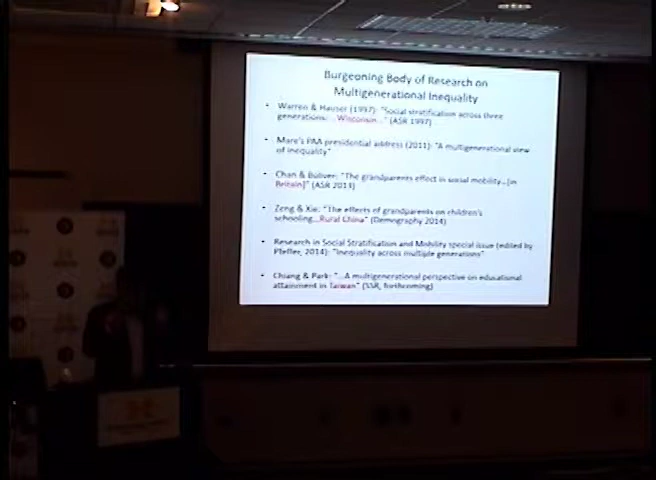 Burgeoning Body of Research on
Multigenerational Inequality
• Warren & Hauser (1997): "Social stratification across three
generations: ...Wisconsin..." (ASR 1997)
• Mare's PAA presidential address (2011): "A multigenerational view
of inequality"
• Chan & Boliver: "The grandparents effect in social mobility...[in
Britain]" (ASR 2013)
• Zeng & Xie: "The effects of grandparents on children's
schooling...Rural China" (Demography 2014)
• Research in Social Stratification and Mobility special issue (edited by
Pfeffer, 2014): "Inequality across multiple generations"
• Chiang & Park: "...A multigenerational perspective on educational
attainment in Taiwan" (SSR, forthcoming)